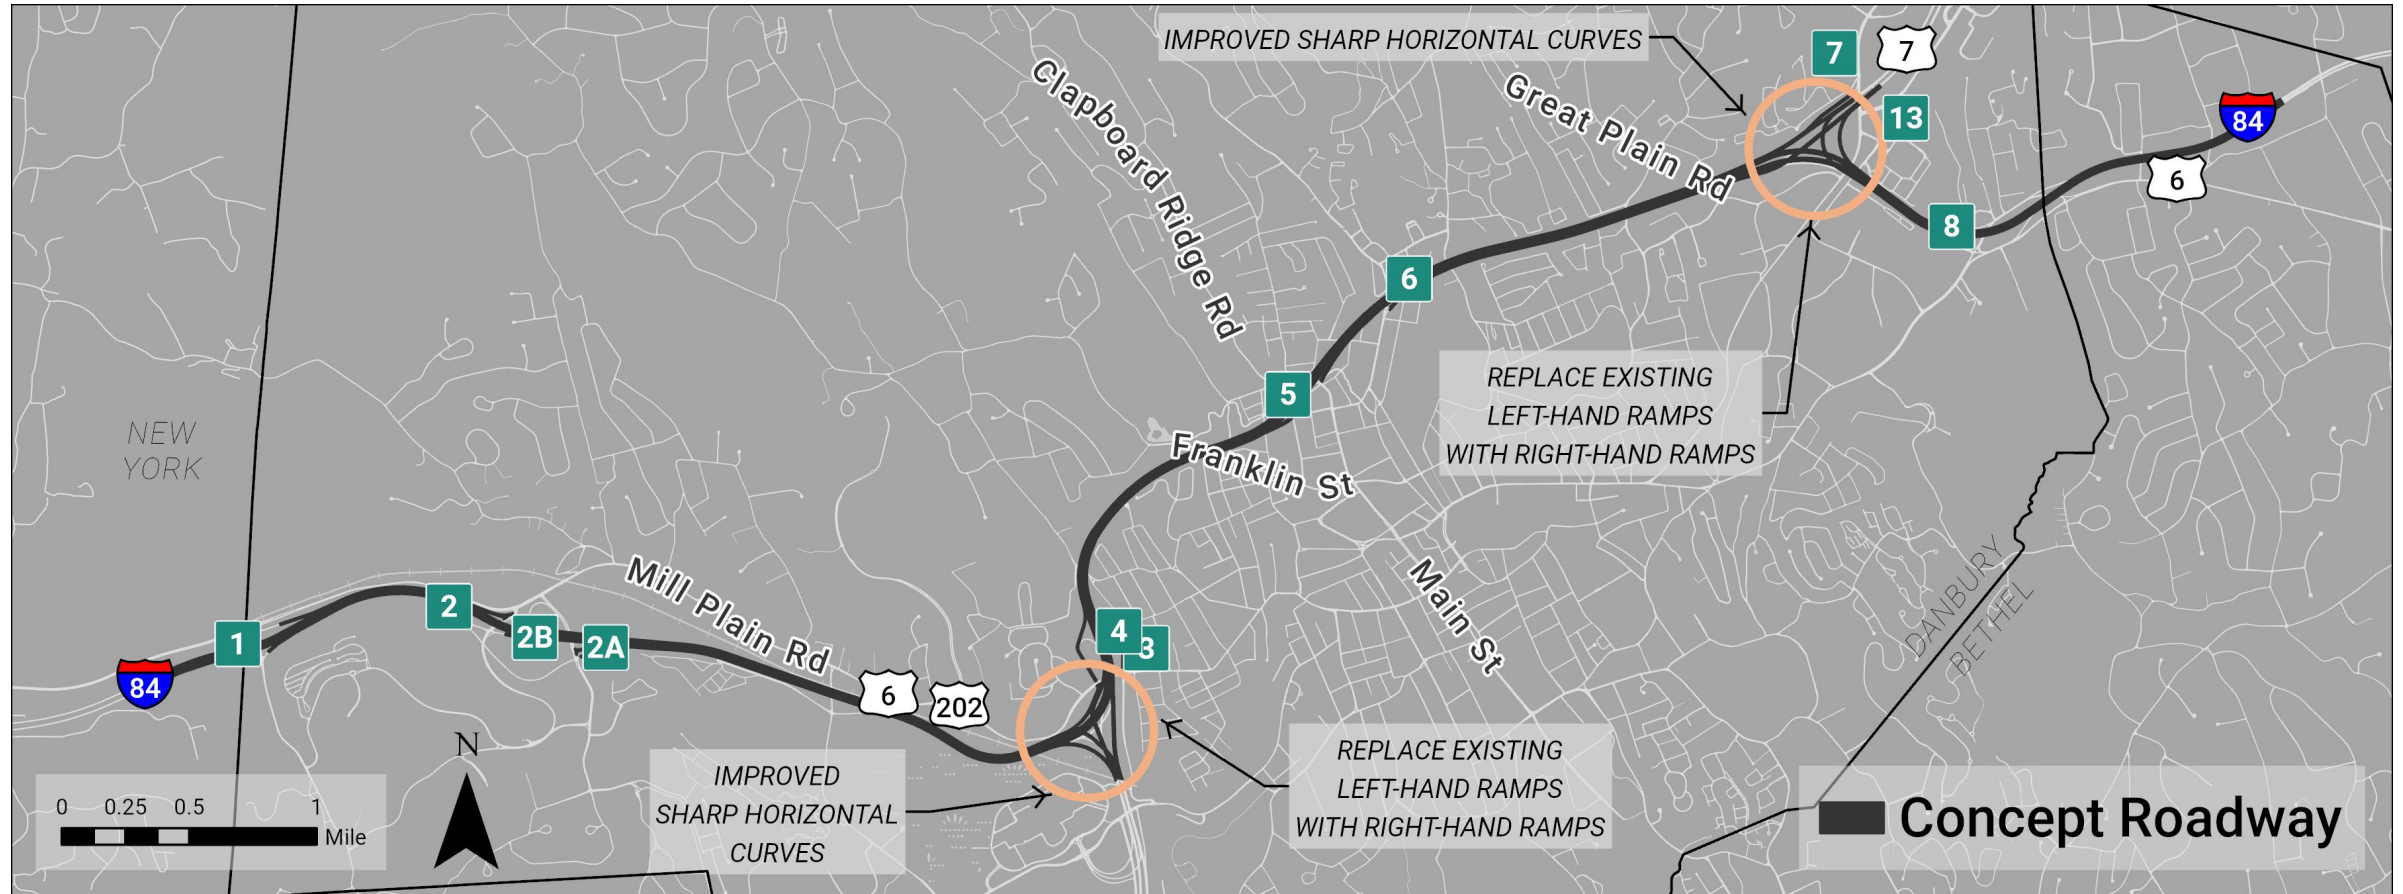 IMPROVED SHARP HORIZONTAL CURVES
7
7
13
84
6
8
Clapboard Ridge Rd
Great Plain Rd
6
REPLACE EXISTING
LEFT-HAND RAMPS
WITH RIGHT-HAND RAMPS
5
Franklin St
NEW
YORK
Main St
DANBURY
BETHEL
Mill Plain Rd
1
2
2B
2A
4
3
84
6
202
N
IMPROVED
SHARP HORIZONTAL
CURVES
REPLACE EXISTING
LEFT-HAND RAMPS
WITH RIGHT-HAND RAMPS
0 0.25 0.5 1
Mile
Concept Roadway